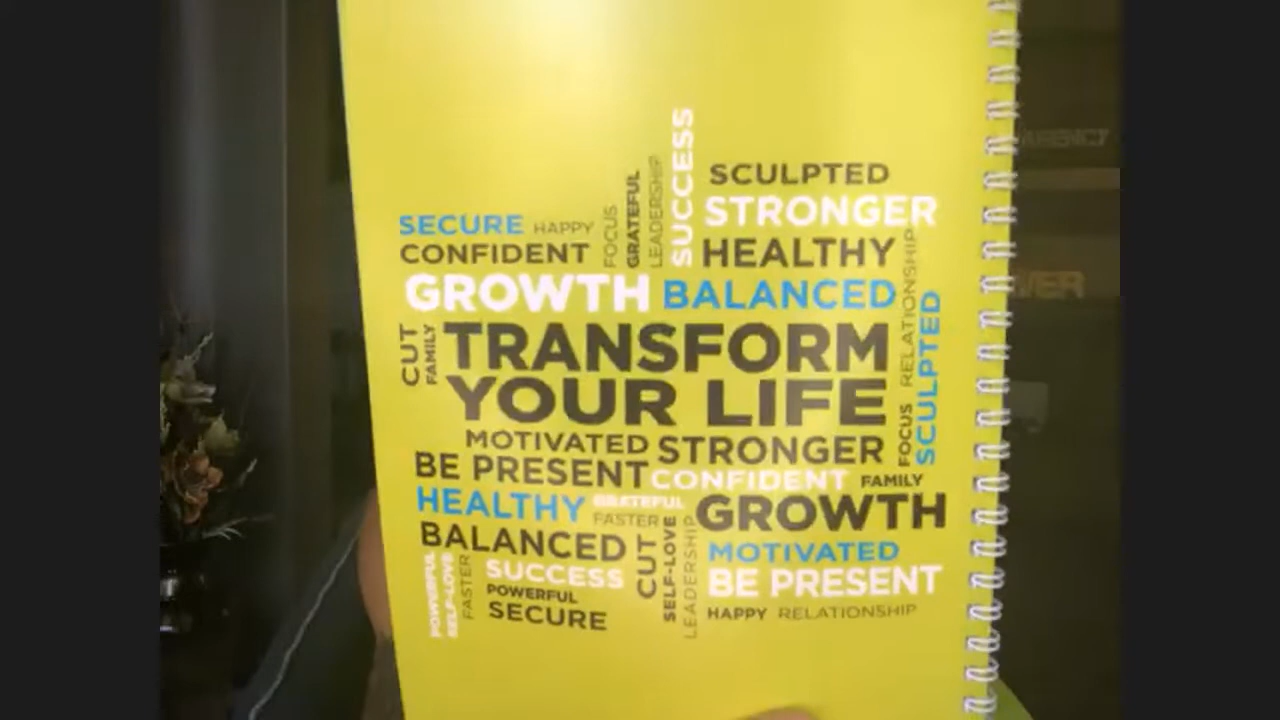 SUCCESS
SCULPTED
STRONGER
SECURE HAPPY
FOCUS
GRATEFUL
LEADERSHIP
CONFIDENT
HEALTHY
GROWTH BALANCED
RELATIONSHIP
SCULPTED
CUT
FAMILY
TRANSFORM
YOUR LIFE
FOCUS
MOTIVATED STRONGER
BE PRESENT CONFIDENT FAMILY
HEALTHY GRATEFUL GROWTH
FASTER
BALANCED
CUT
SELF-LOVE
LEADERSHIP
MOTIVATED
POWERFUL
SELF-LOVE
FASTER
SUCCESS
BE PRESENT
POWERFUL
SECURE
HAPPY RELATIONSHIP